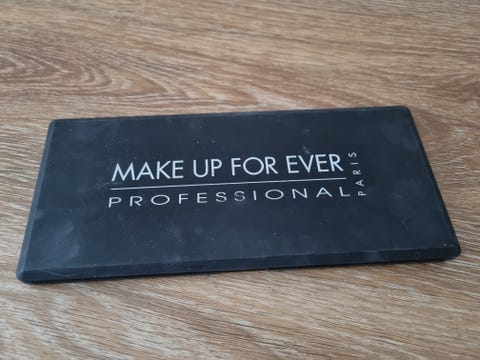 MAKE UP FOR EVER
PROFESSIONAL
PARIS